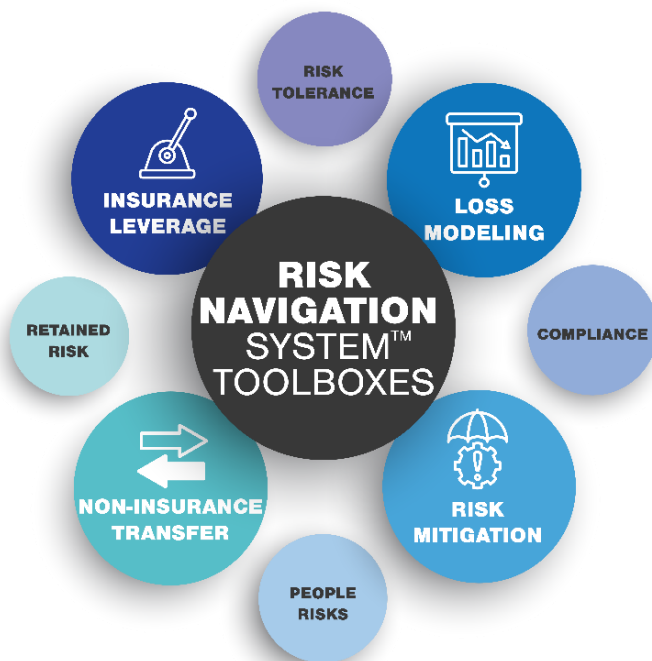 RISK
TOLERANCE
INSURANCE
LEVERAGE
LOSS
MODELING
RISK
NAVIGATION
SYSTEM™
TOOLBOXES
RETAINED
RISK
COMPLIANCE
NON-INSURANCE
TRANSFER
RISK
MITIGATION
PEOPLE
RISKS